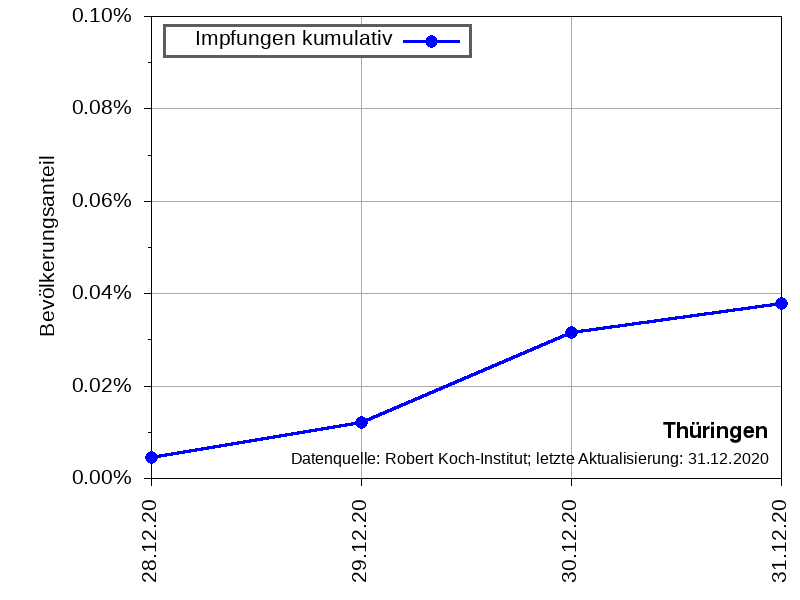 0.10%
Impfungen kumulativ
0.08%
0.06%
0.04%
0.02%
0.00%
Bevölkerungsanteil
Thüringen
Datenquelle: Robert Koch-Institut; letzte Aktualisierung: 31.12.2020
28.12.20
29.12.20
30.12.20
31.12.20